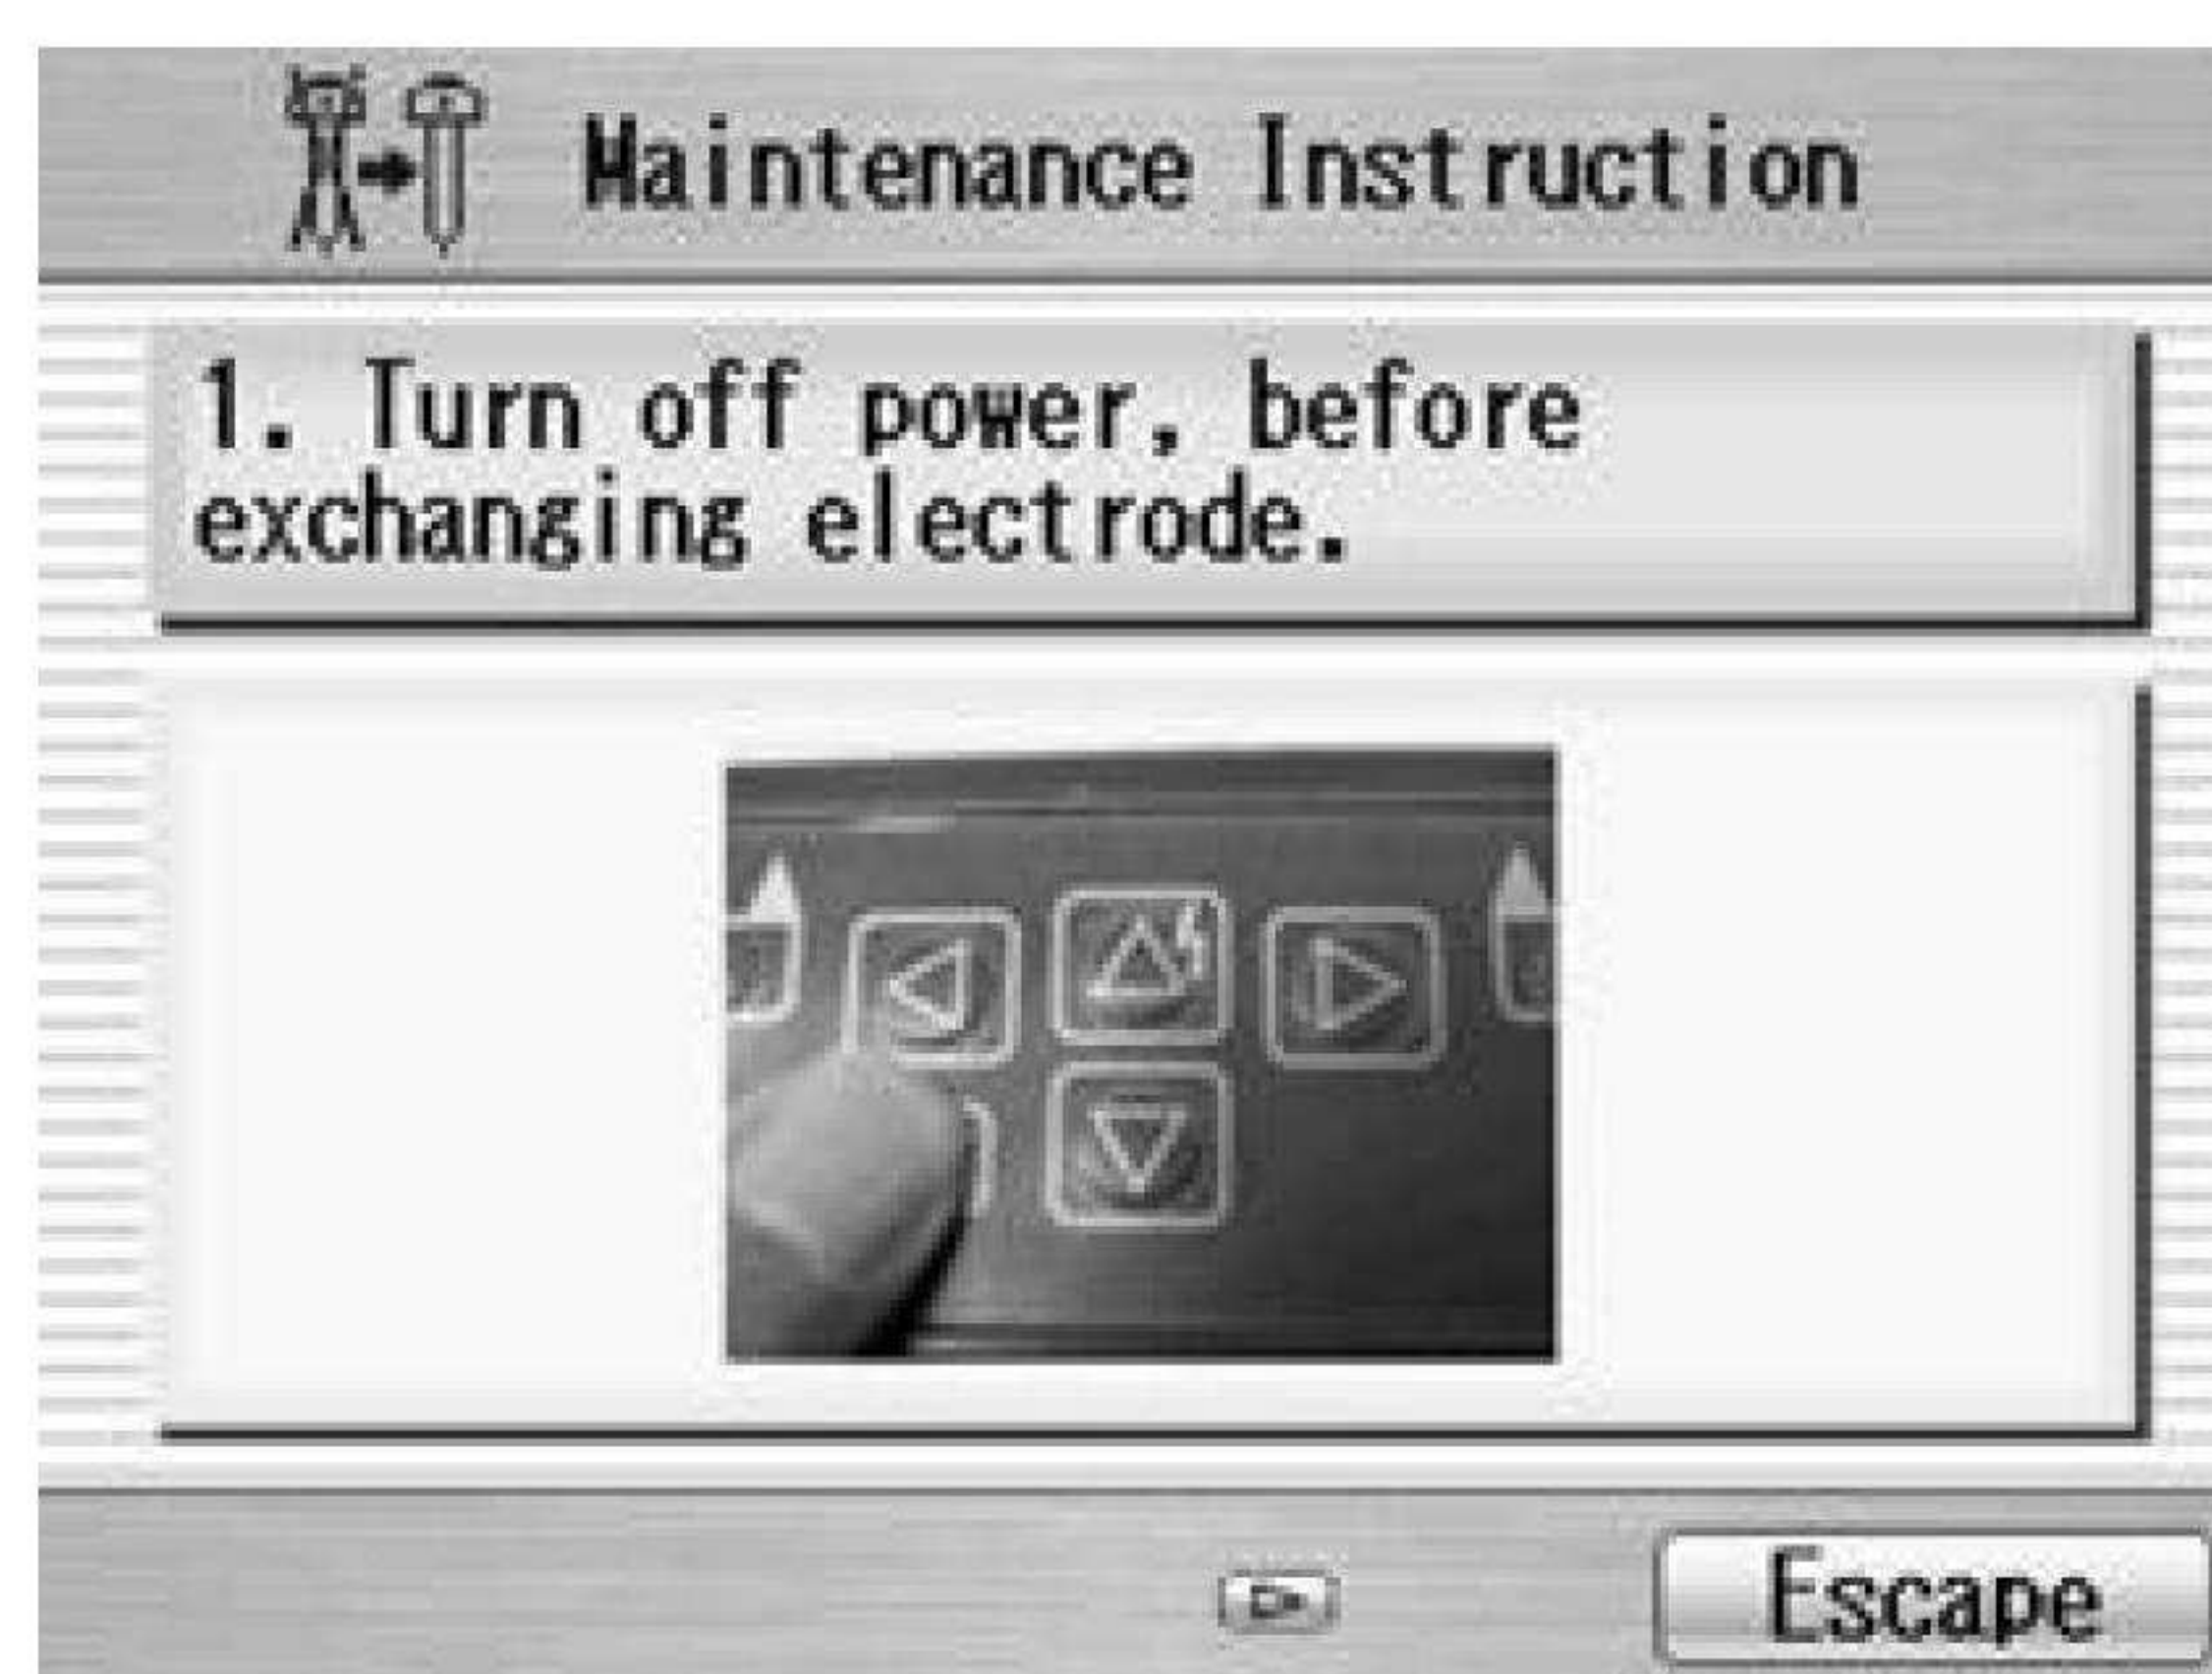 Maintenance Instruction
1. Turn off power, before
exchanging electrode.
Escape